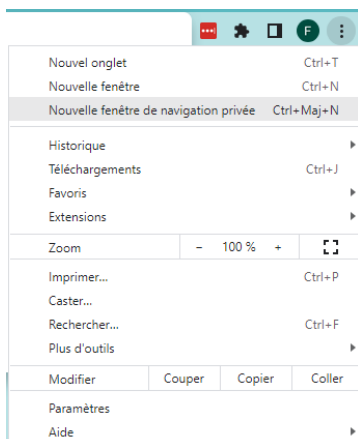 F
Nouvel onglet Ctrl+T
Nouvelle fenêtre Ctrl+N
Nouvelle fenêtre de navigation privée Ctrl+Maj+N
Historique
Téléchargements Ctrl+J
Favoris
Extensions
Zoom - 100 % +
Imprimer... Ctrl+P
Caster...
Rechercher... Ctrl+F
Plus d'outils
Modifier Couper Copier Coller
Paramètres
Aide